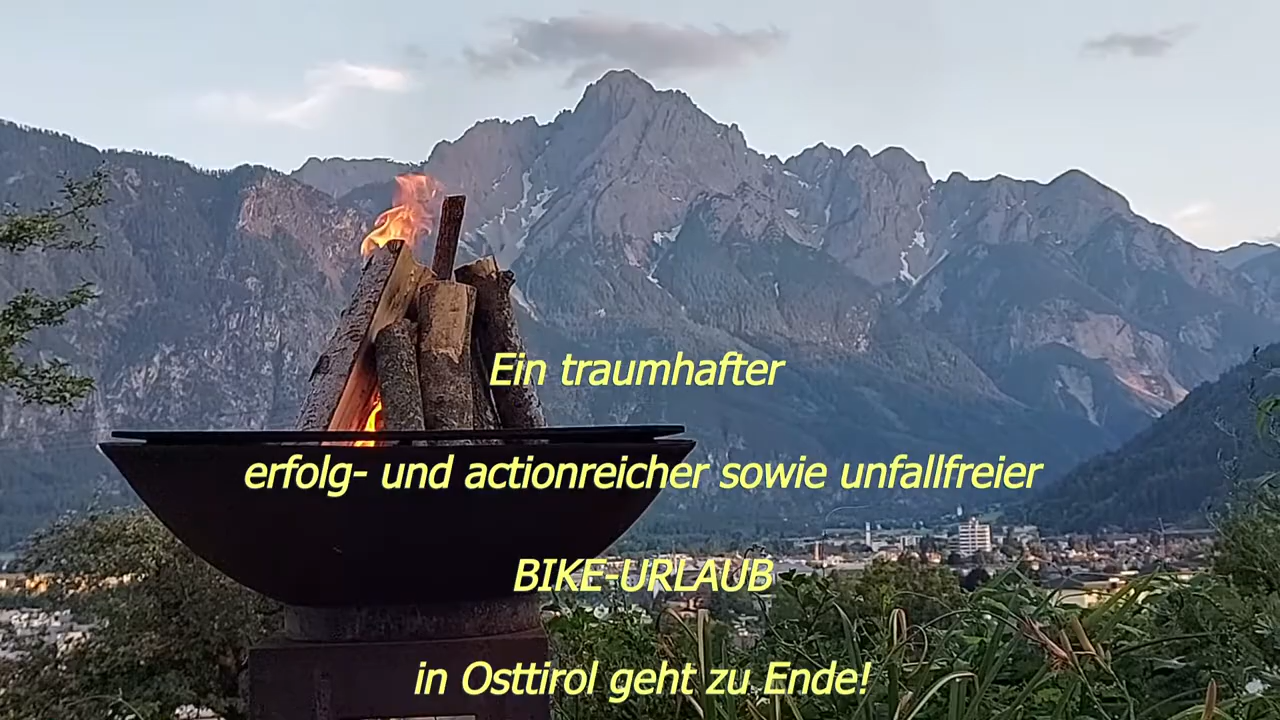 Ein traumhafter
erfolg- und actionreicher sowie unfallfreier
BIKE-URLAUB
in Osttirol geht zu Ende!